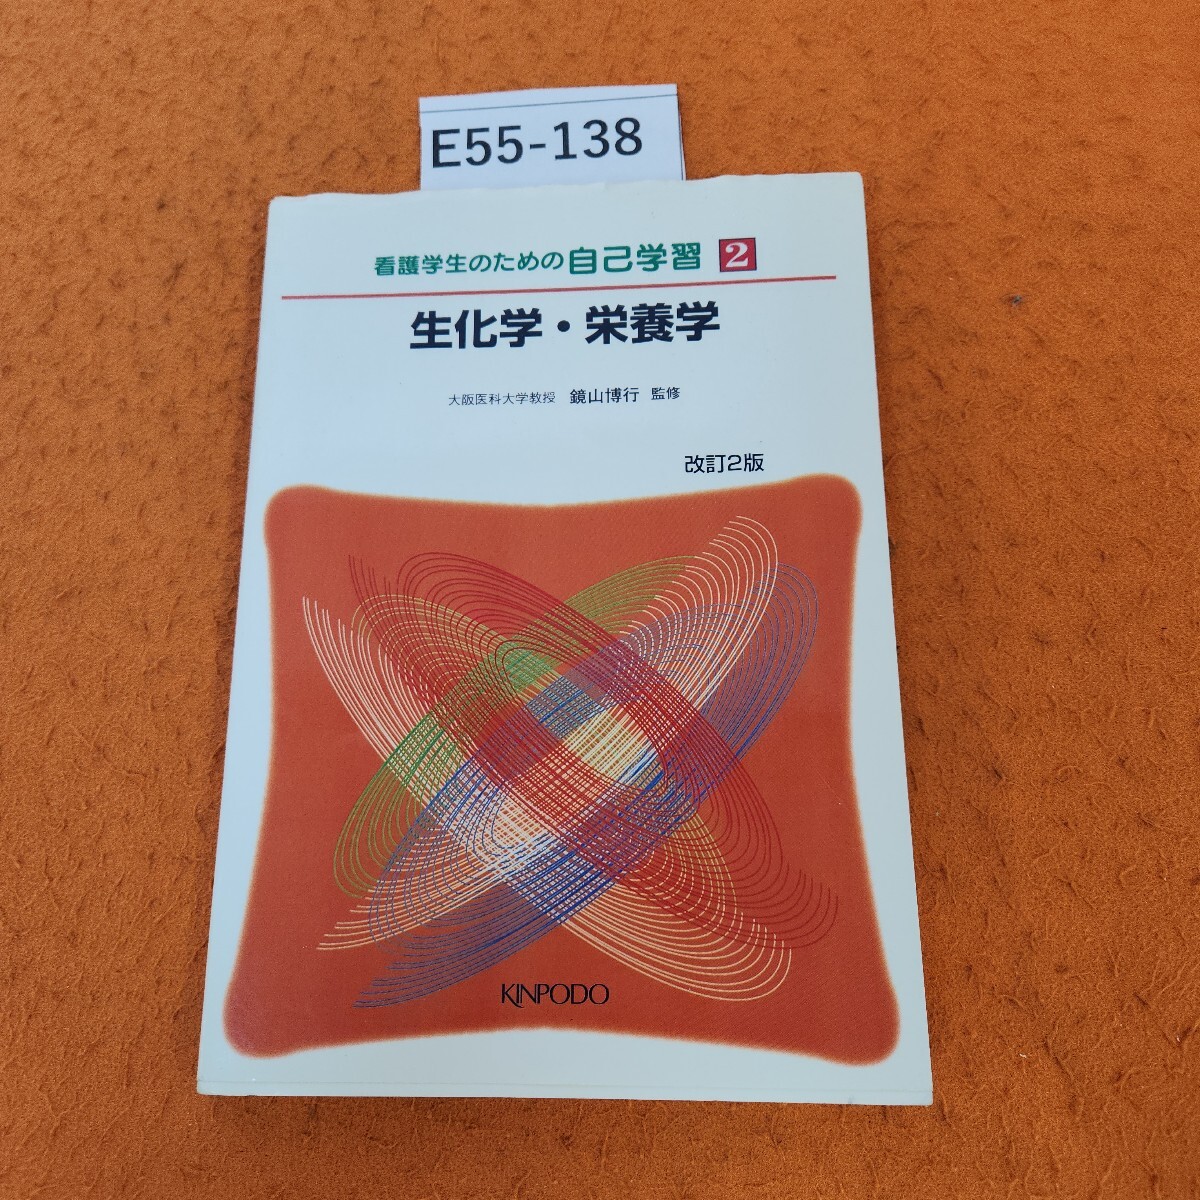 E55-138
看護学生のための自己学習 2
生化学・栄養学
大阪医科大学教授 鏡山博行 監修
改訂2版
KINPODO